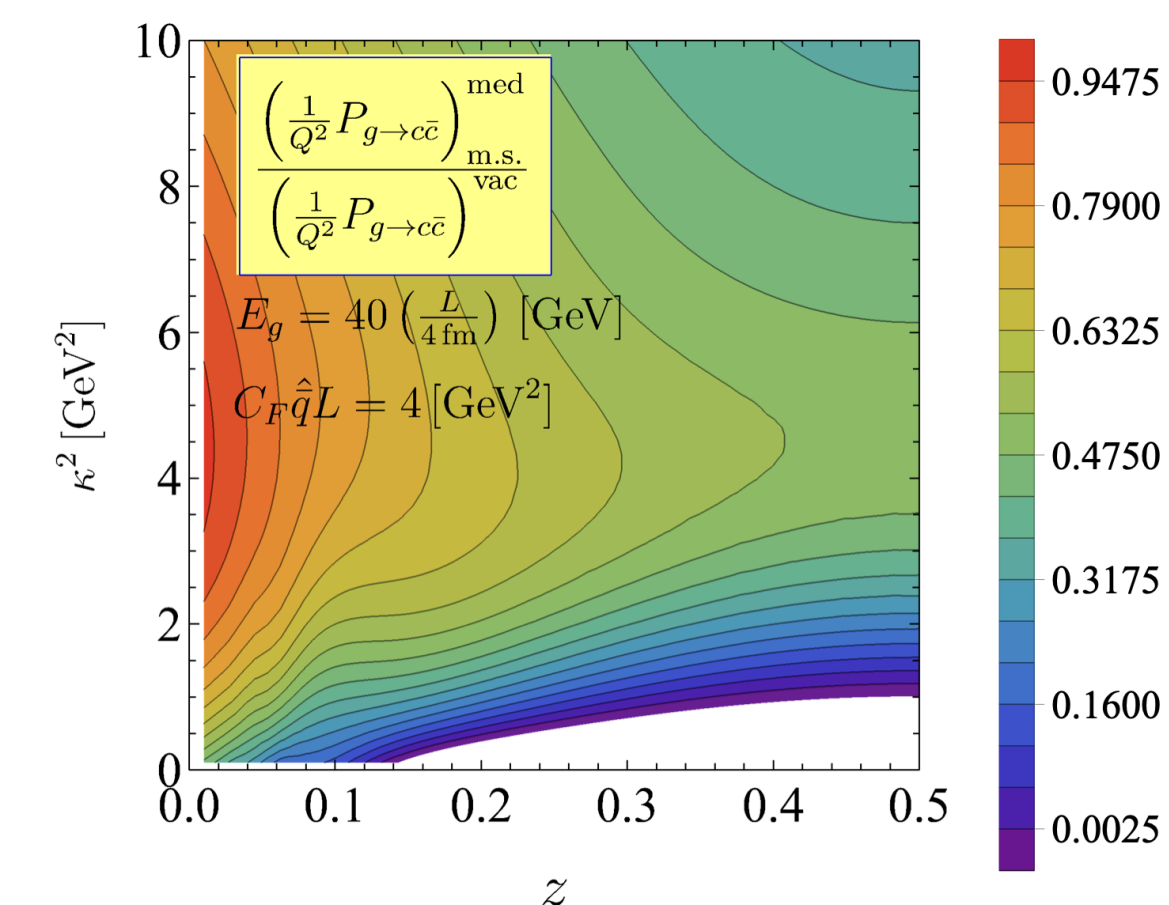 10
8
6
4
2
0
κ² [GeV²]
(1/Q² P_{g→cc̄})^{med}_{m.s.}
(1/Q² P_{g→cc̄})^{vac}
E_g = 40 (L/4 fm) [GeV]
C_F \hat{\bar{q}} L = 4 [GeV²]
0.0 0.1 0.2 0.3 0.4 0.5
z
0.9475
0.7900
0.6325
0.4750
0.3175
0.1600
0.0025